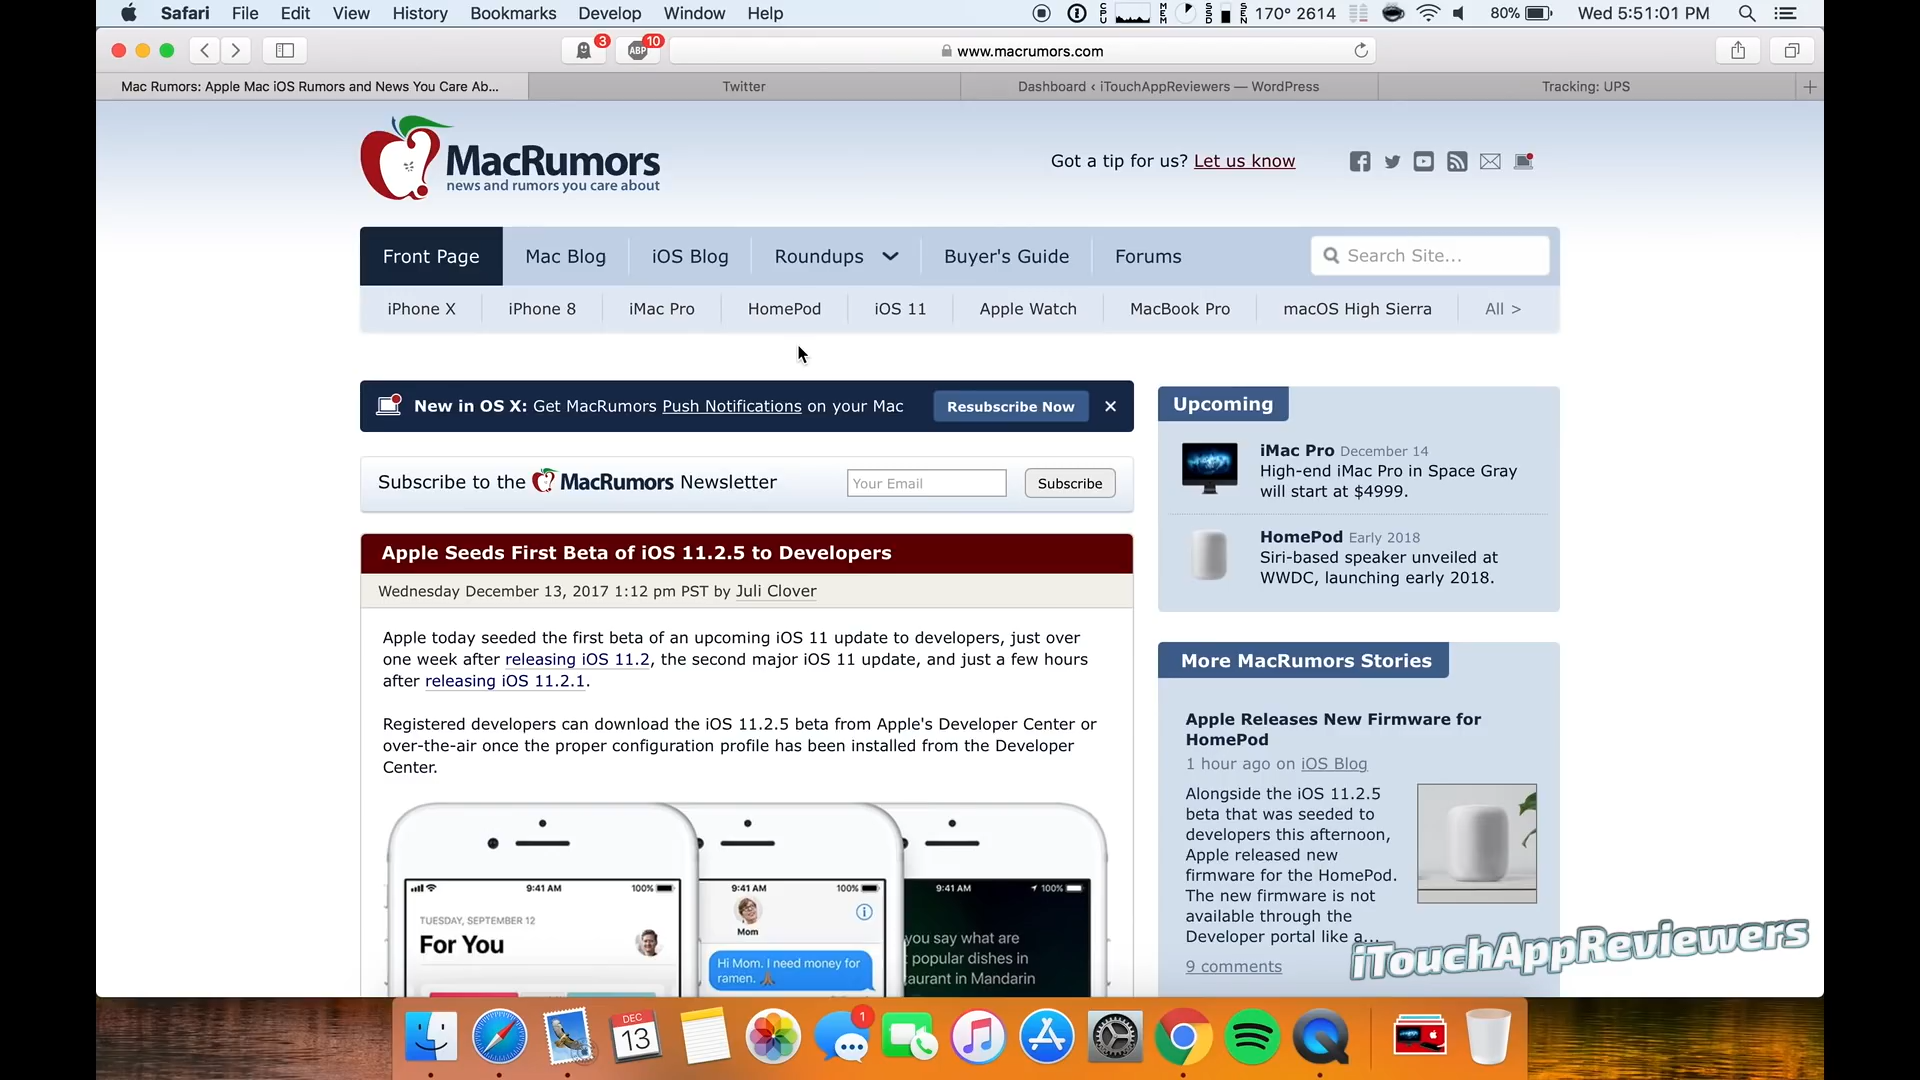 Safari File Edit View History Bookmarks Develop Window Help
CPU MEM SSD SEN 170° 2614 80% Wed 5:51:01 PM
3 ABP 10 www.macrumors.com
Mac Rumors: Apple Mac iOS Rumors and News You Care Ab... Twitter Dashboard ‹ iTouchAppReviewers — WordPress Tracking: UPS
MacRumors
news and rumors you care about
Got a tip for us? Let us know
Front Page Mac Blog iOS Blog Roundups Buyer's Guide Forums Search Site...
iPhone X iPhone 8 iMac Pro HomePod iOS 11 Apple Watch MacBook Pro macOS High Sierra All >
New in OS X: Get MacRumors Push Notifications on your Mac Resubscribe Now
Subscribe to the MacRumors Newsletter Your Email Subscribe
Apple Seeds First Beta of iOS 11.2.5 to Developers
Wednesday December 13, 2017 1:12 pm PST by Juli Clover
Apple today seeded the first beta of an upcoming iOS 11 update to developers, just over
one week after releasing iOS 11.2, the second major iOS 11 update, and just a few hours
after releasing iOS 11.2.1.
Registered developers can download the iOS 11.2.5 beta from Apple's Developer Center or
over-the-air once the proper configuration profile has been installed from the Developer
Center.
9:41 AM 100%
TUESDAY, SEPTEMBER 12
For You
9:41 AM 100%
Mom
Hi Mom. I need money for
ramen.
9:41 AM 100%
you say what are
popular dishes in
aurant in Mandarin
Upcoming
iMac Pro December 14
High-end iMac Pro in Space Gray
will start at $4999.
HomePod Early 2018
Siri-based speaker unveiled at
WWDC, launching early 2018.
More MacRumors Stories
Apple Releases New Firmware for
HomePod
1 hour ago on iOS Blog
Alongside the iOS 11.2.5
beta that was seeded to
developers this afternoon,
Apple released new
firmware for the HomePod.
The new firmware is not
available through the
Developer portal like a...
9 comments
iTouchAppReviewers
DEC
13
1